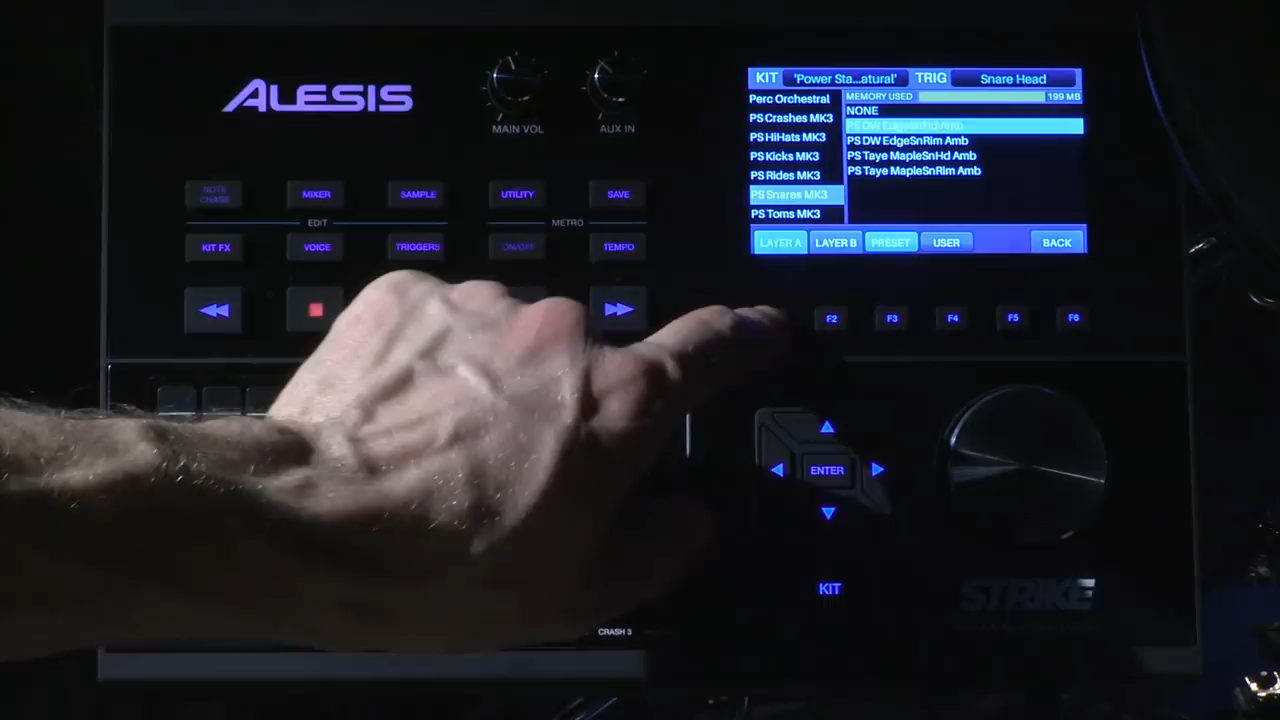 ALESIS
MAIN VOL
AUX IN
NOTE CHASE
MIXER
SAMPLE
UTILITY
SAVE
EDIT
METRO
KIT FX
VOICE
TRIGGERS
ON/OFF
TEMPO
KIT 'Power Sta...atural' TRIG Snare Head
Perc Orchestral
PS Crashes MK3
PS HiHats MK3
PS Kicks MK3
PS Rides MK3
PS Snares MK3
PS Toms MK3
MEMORY USED 199 MB
NONE
PS DW EdgeSnHd Amb
PS DW EdgeSnRim Amb
PS Taye MapleSnHd Amb
PS Taye MapleSnRim Amb
LAYER A LAYER B PRESET USER BACK
F2 F3 F4 F5 F6
ENTER
KIT
STRIKE
CRASH 3